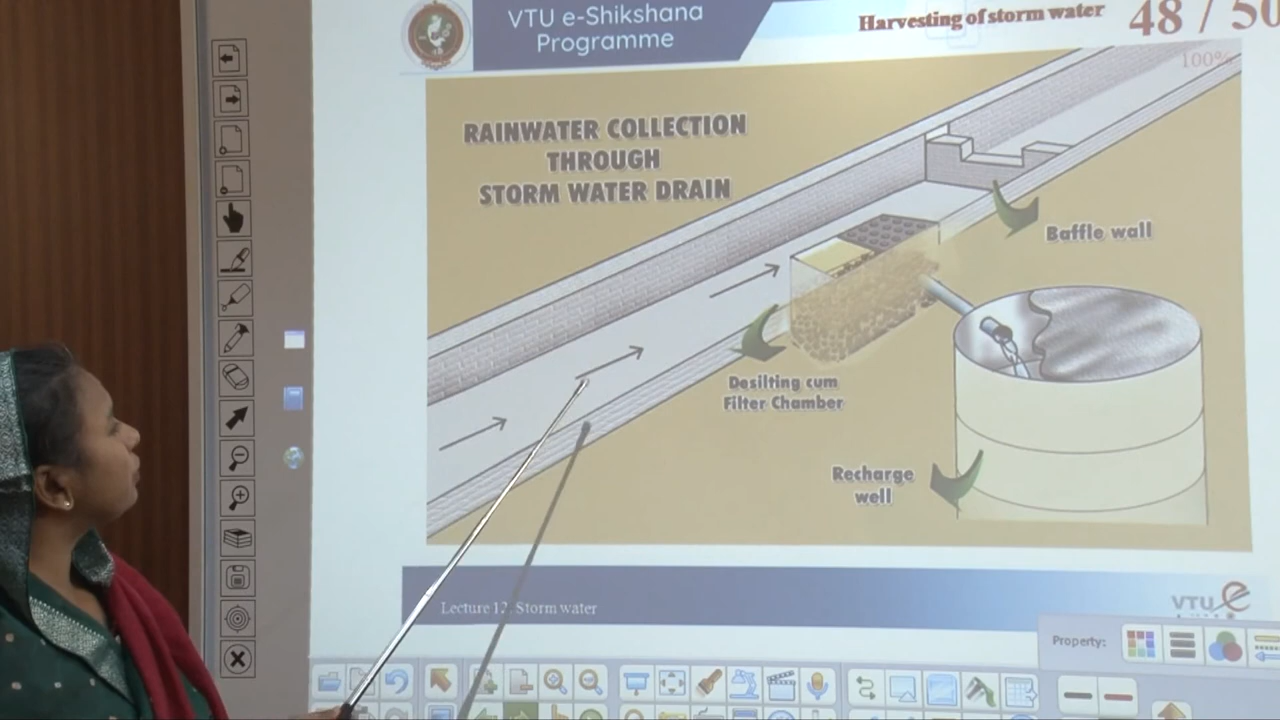 VTU e-Shikshana
Programme
Harvesting of storm water
48 / 50
100%
RAINWATER COLLECTION
THROUGH
STORM WATER DRAIN
Baffle wall
Desilting cum
Filter Chamber
Recharge
well
Lecture 12. Storm water
VTU e
Property: